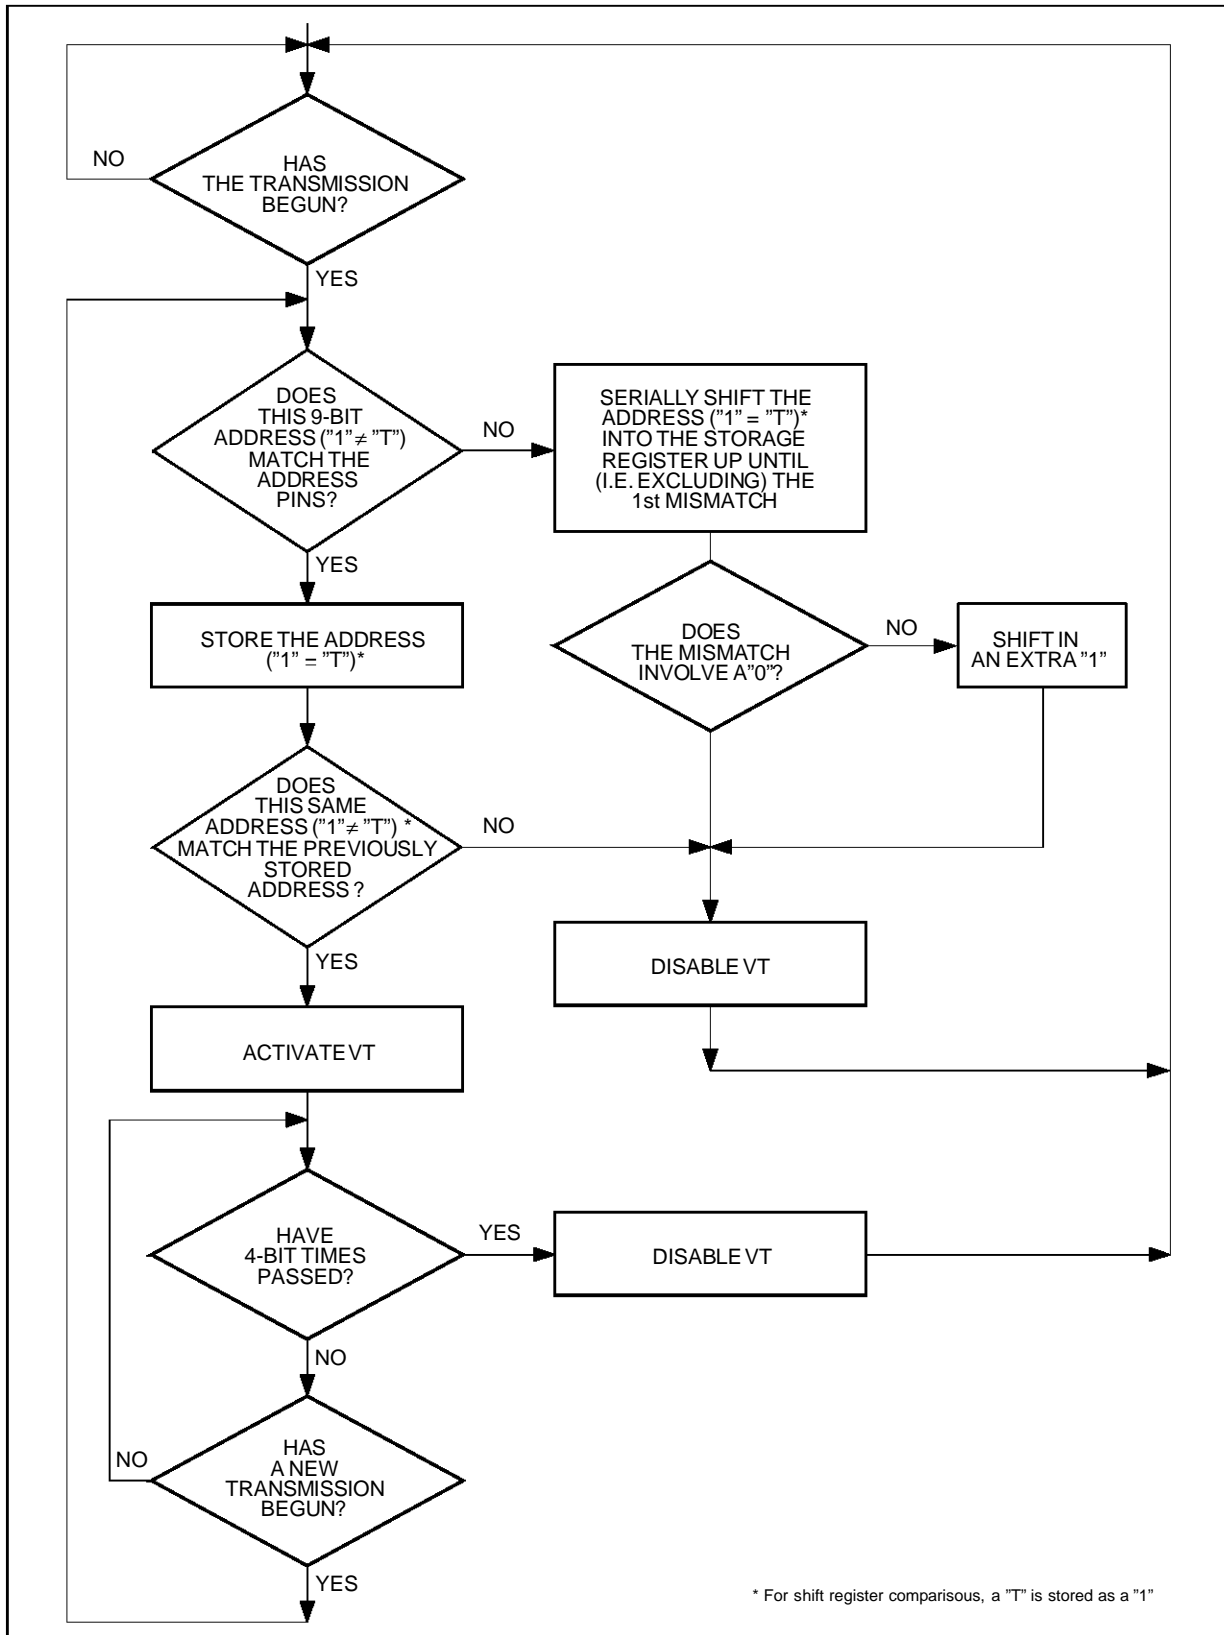 NO
HAS
THE TRANSMISSION
BEGUN?
YES
DOES
THIS 9-BIT
ADDRESS ("1" ≠ "T")
MATCH THE
ADDRESS
PINS?
NO
SERIALLY SHIFT THE
ADDRESS ("1" = "T")*
INTO THE STORAGE
REGISTER UP UNTIL
(I.E. EXCLUDING) THE
1st MISMATCH
YES
STORE THE ADDRESS
("1" = "T")*
DOES
THE MISMATCH
INVOLVE A "0"?
NO
SHIFT IN
AN EXTRA "1"
DOES
THIS SAME
ADDRESS ("1" ≠ "T") *
MATCH THE PREVIOUSLY
STORED
ADDRESS ?
NO
YES
DISABLE VT
ACTIVATE VT
HAVE
4-BIT TIMES
PASSED?
YES
DISABLE VT
NO
NO
HAS
A NEW
TRANSMISSION
BEGUN?
YES
* For shift register comparisous, a "T" is stored as a "1"